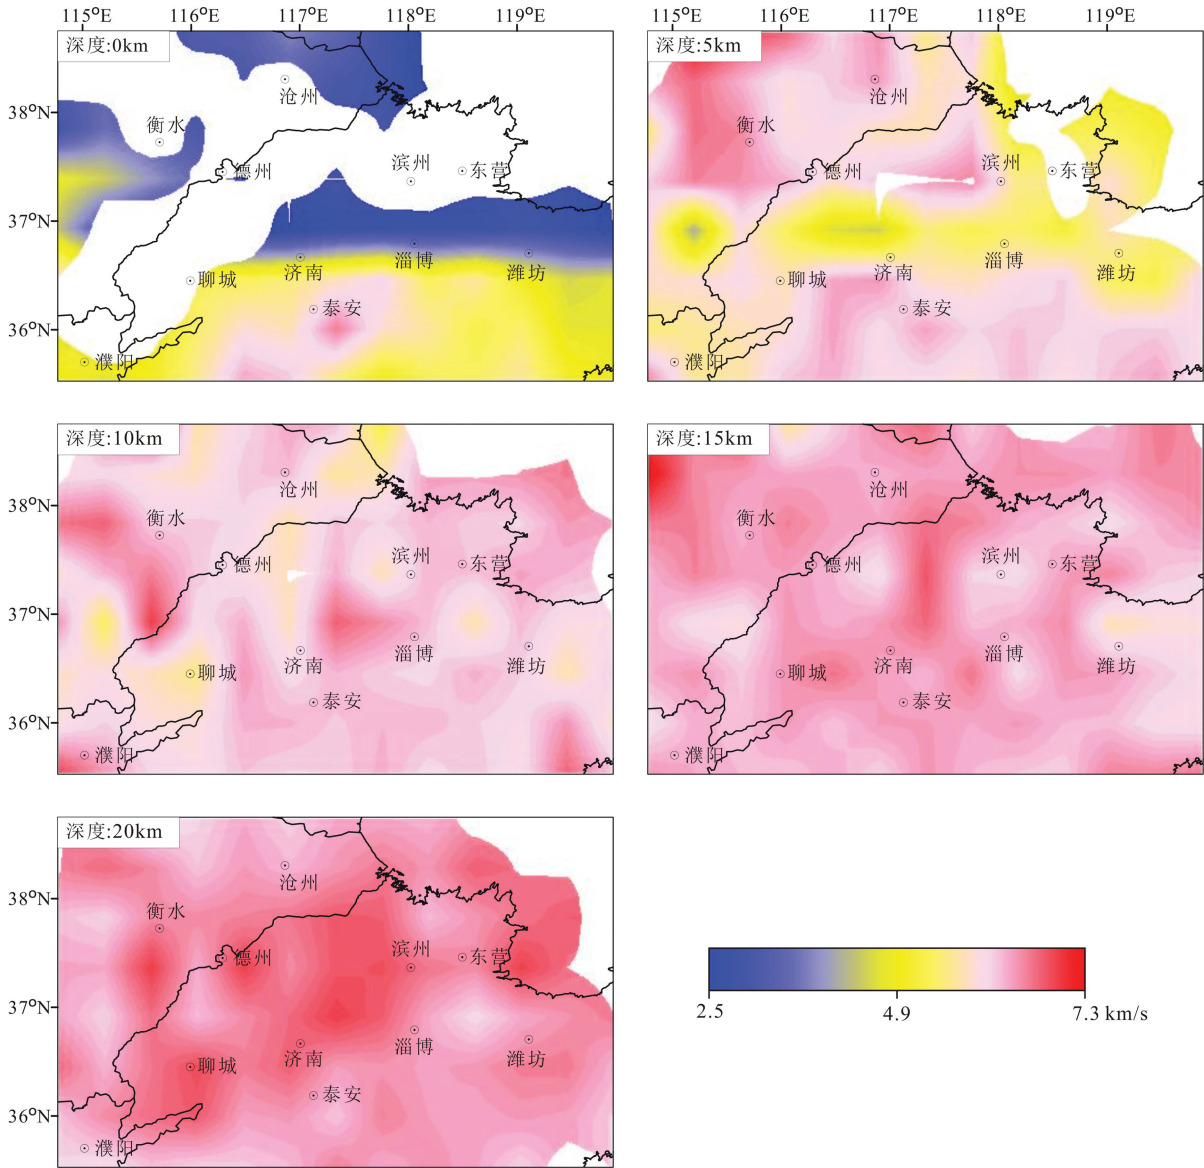 115°E 116°E 117°E 118°E 119°E
115°E 116°E 117°E 118°E 119°E
深度:0km
38°N
37°N
36°N
沧州
衡水
德州
滨州
东营
聊城
济南
淄博
潍坊
泰安
濮阳
深度:5km
沧州
衡水
德州
滨州
东营
聊城
济南
淄博
潍坊
泰安
濮阳
深度:10km
38°N
37°N
36°N
沧州
衡水
德州
滨州
东营
聊城
济南
淄博
潍坊
泰安
濮阳
深度:15km
沧州
衡水
德州
滨州
东营
聊城
济南
淄博
潍坊
泰安
濮阳
深度:20km
38°N
37°N
36°N
沧州
衡水
德州
滨州
东营
聊城
济南
淄博
潍坊
泰安
濮阳
2.5 4.9 7.3 km/s